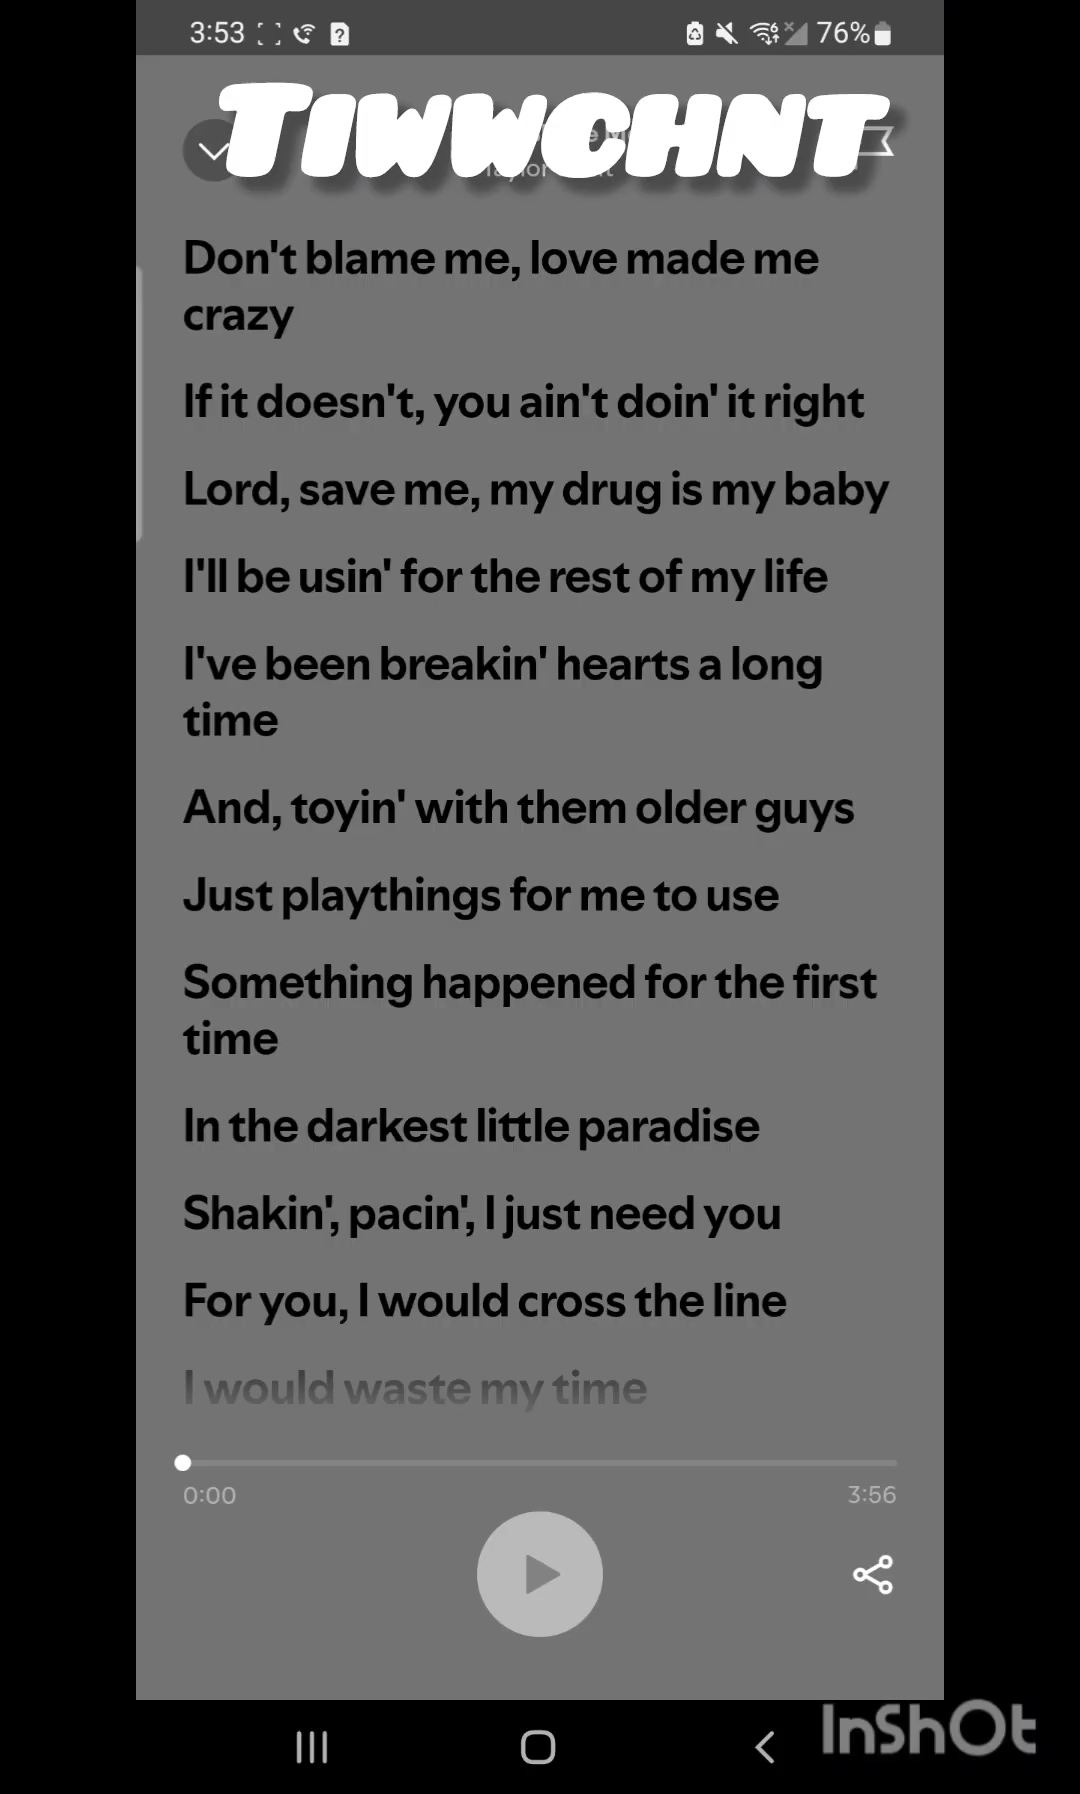 3:53
76%
TIWWCHNT
Don't blame me, love made me
crazy
If it doesn't, you ain't doin' it right
Lord, save me, my drug is my baby
I'll be usin' for the rest of my life
I've been breakin' hearts a long
time
And, toyin' with them older guys
Just playthings for me to use
Something happened for the first
time
In the darkest little paradise
Shakin', pacin', I just need you
For you, I would cross the line
I would waste my time
0:00
3:56
InShOt